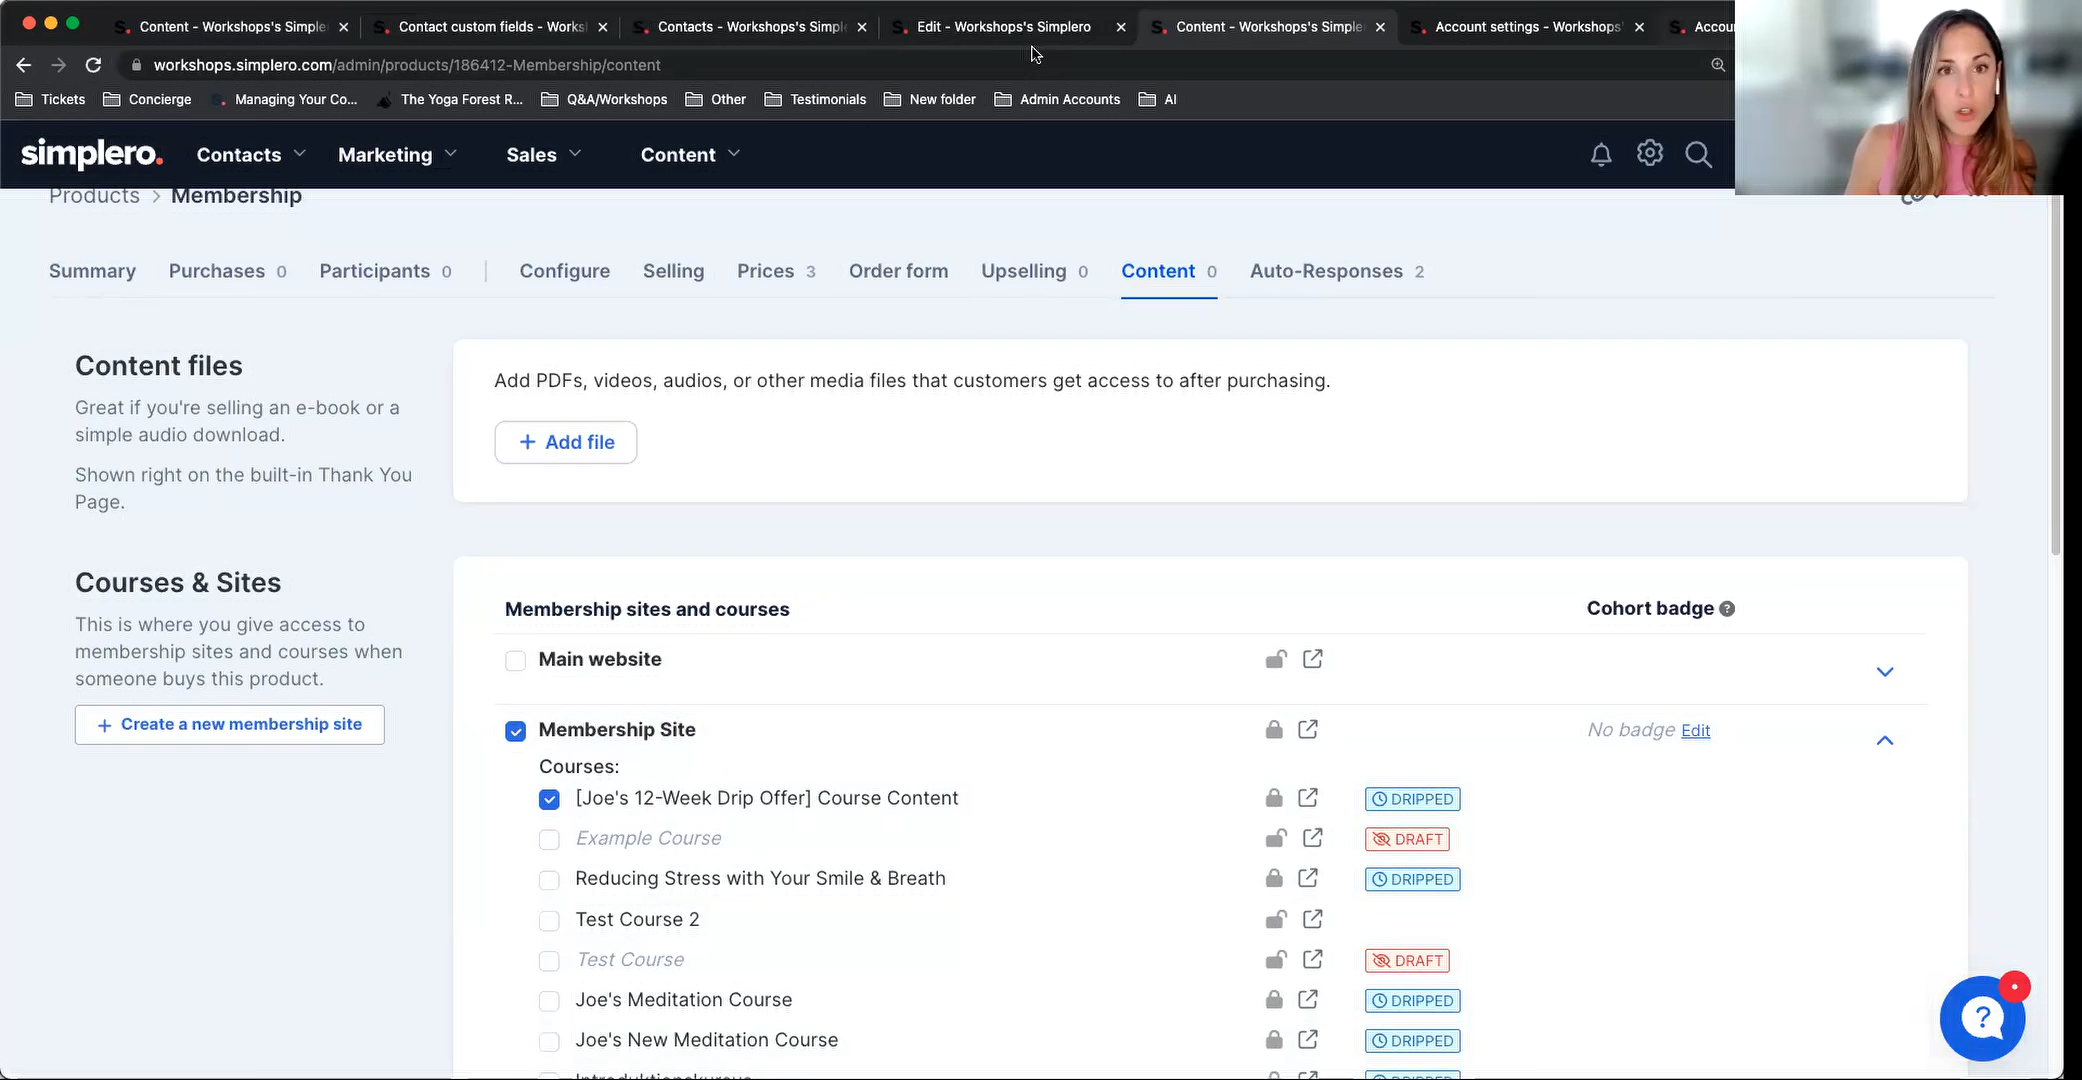 Content - Workshops's Simple
Contact custom fields - Works
Contacts - Workshops's Simpl
Edit - Workshops's Simplero
Content - Workshops's Simple
Account settings - Workshops'
Accou
workshops.simplero.com/admin/products/186412-Membership/content
Tickets
Concierge
Managing Your Co...
The Yoga Forest R...
Q&A/Workshops
Other
Testimonials
New folder
Admin Accounts
AI
simplero.
Contacts
Marketing
Sales
Content
Products > Membership
Summary
Purchases 0
Participants 0
Configure
Selling
Prices 3
Order form
Upselling 0
Content 0
Auto-Responses 2
Content files
Great if you're selling an e-book or a
simple audio download.
Shown right on the built-in Thank You
Page.
Add PDFs, videos, audios, or other media files that customers get access to after purchasing.
+ Add file
Courses & Sites
This is where you give access to
membership sites and courses when
someone buys this product.
+ Create a new membership site
Membership sites and courses
Cohort badge ?
Main website
Membership Site
No badge Edit
Courses:
[Joe's 12-Week Drip Offer] Course Content
DRIPPED
Example Course
DRAFT
Reducing Stress with Your Smile & Breath
DRIPPED
Test Course 2
Test Course
DRAFT
Joe's Meditation Course
DRIPPED
Joe's New Meditation Course
DRIPPED